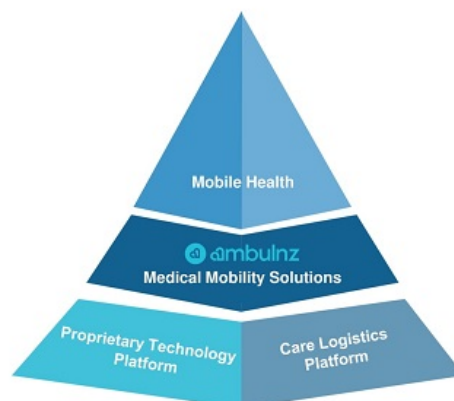 Mobile Health
ambulnz
Medical Mobility Solutions
Proprietary Technology
Platform
Care Logistics
Platform